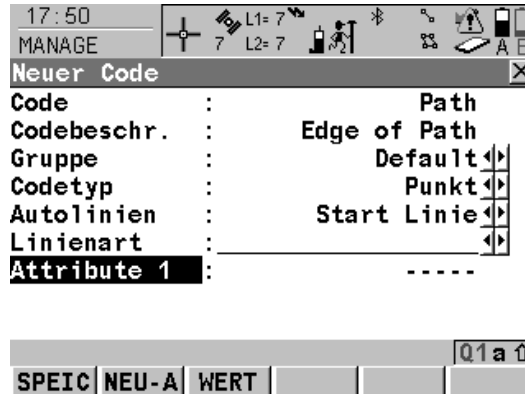 17:50
MANAGE
7
L1= 7
L2= 7
A
Neuer Code
Code : Path
Codebeschr. : Edge of Path
Gruppe : Default
Codetyp : Punkt
Autolinien : Start Linie
Linienart :
Attribute 1 : -----
Q1 a
SPEIC NEU-A WERT